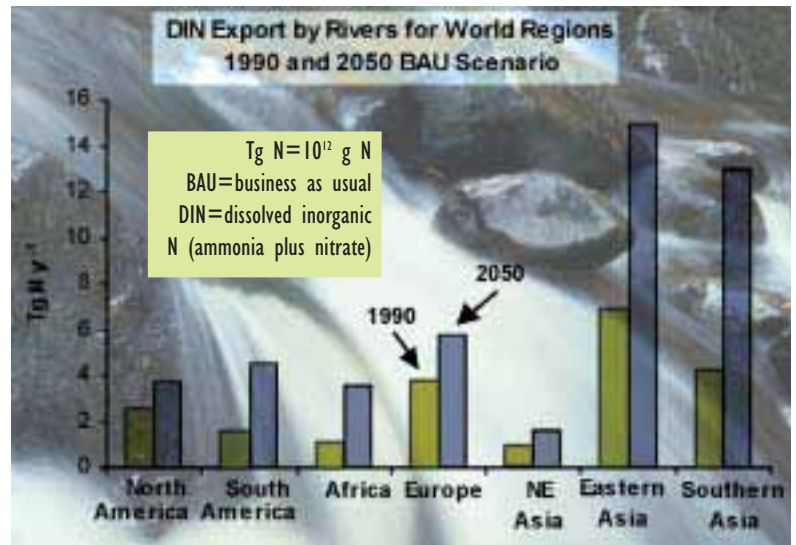 DIN Export by Rivers for World Regions
1990 and 2050 BAU Scenario
16
14
12
10
8
6
4
2
0
Tg N y⁻¹
Tg N=10¹² g N
BAU=business as usual
DIN=dissolved inorganic
N (ammonia plus nitrate)
1990
2050
North America
South America
Africa
Europe
NE Asia
Eastern Asia
Southern Asia